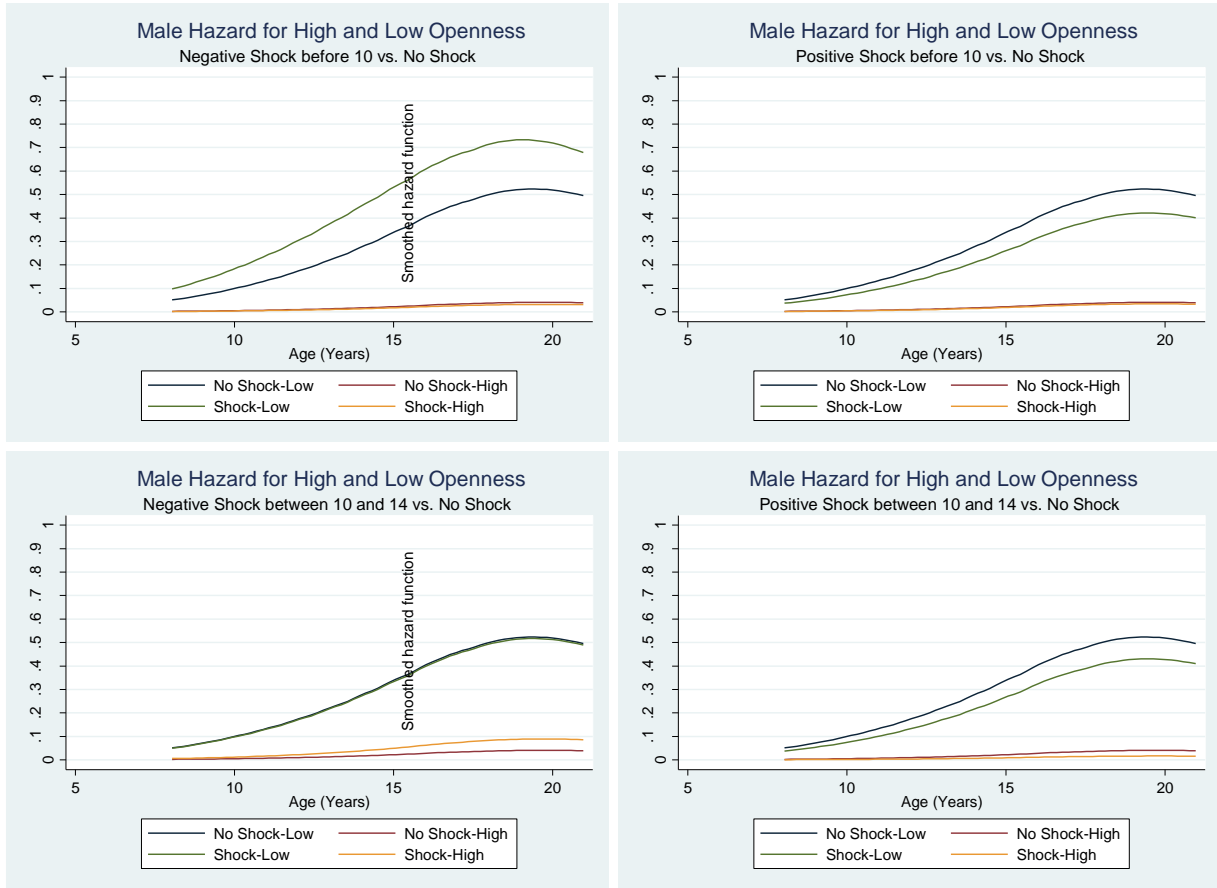 Male Hazard for High and Low Openness
Negative Shock before 10 vs. No Shock
1
.9
.8
.7
.6
.5
.4
.3
.2
.1
0
Smoothed hazard function
5 10 15 20
Age (Years)
No Shock-Low No Shock-High
Shock-Low Shock-High
Male Hazard for High and Low Openness
Positive Shock before 10 vs. No Shock
1
.9
.8
.7
.6
.5
.4
.3
.2
.1
0
5 10 15 20
Age (Years)
No Shock-Low No Shock-High
Shock-Low Shock-High
Male Hazard for High and Low Openness
Negative Shock between 10 and 14 vs. No Shock
1
.9
.8
.7
.6
.5
.4
.3
.2
.1
0
Smoothed hazard function
5 10 15 20
Age (Years)
No Shock-Low No Shock-High
Shock-Low Shock-High
Male Hazard for High and Low Openness
Positive Shock between 10 and 14 vs. No Shock
1
.9
.8
.7
.6
.5
.4
.3
.2
.1
0
5 10 15 20
Age (Years)
No Shock-Low No Shock-High
Shock-Low Shock-High